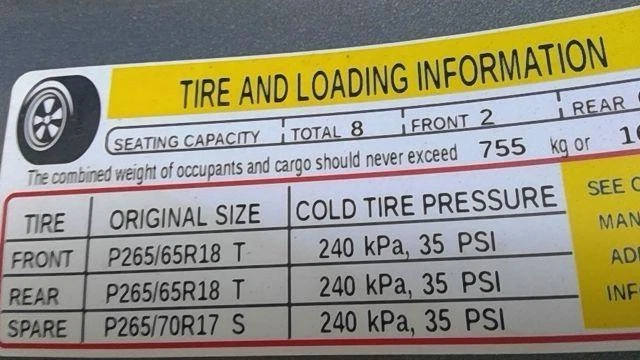 TIRE AND LOADING INFORMATION
SEATING CAPACITY TOTAL 8 FRONT 2 REAR
The combined weight of occupants and cargo should never exceed 755 kg or
TIRE ORIGINAL SIZE COLD TIRE PRESSURE SEE
FRONT P265/65R18 T 240 kPa, 35 PSI
REAR P265/65R18 T 240 kPa, 35 PSI
SPARE P265/70R17 S 240 kPa, 35 PSI